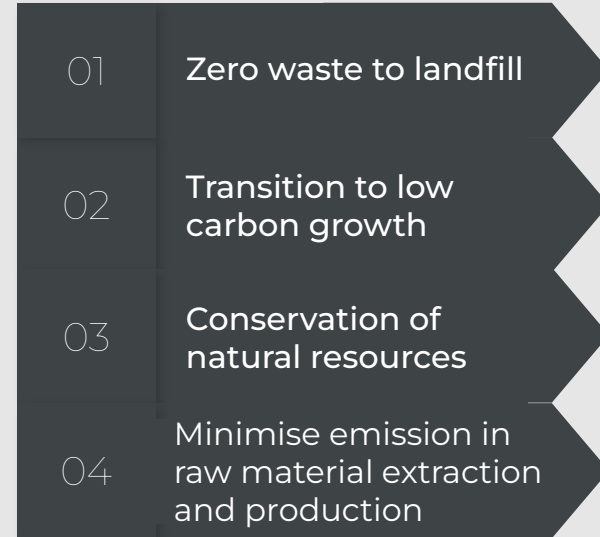 01
Zero waste to landfill
02
Transition to low
carbon growth
03
Conservation of
natural resources
04
Minimise emission in
raw material extraction
and production